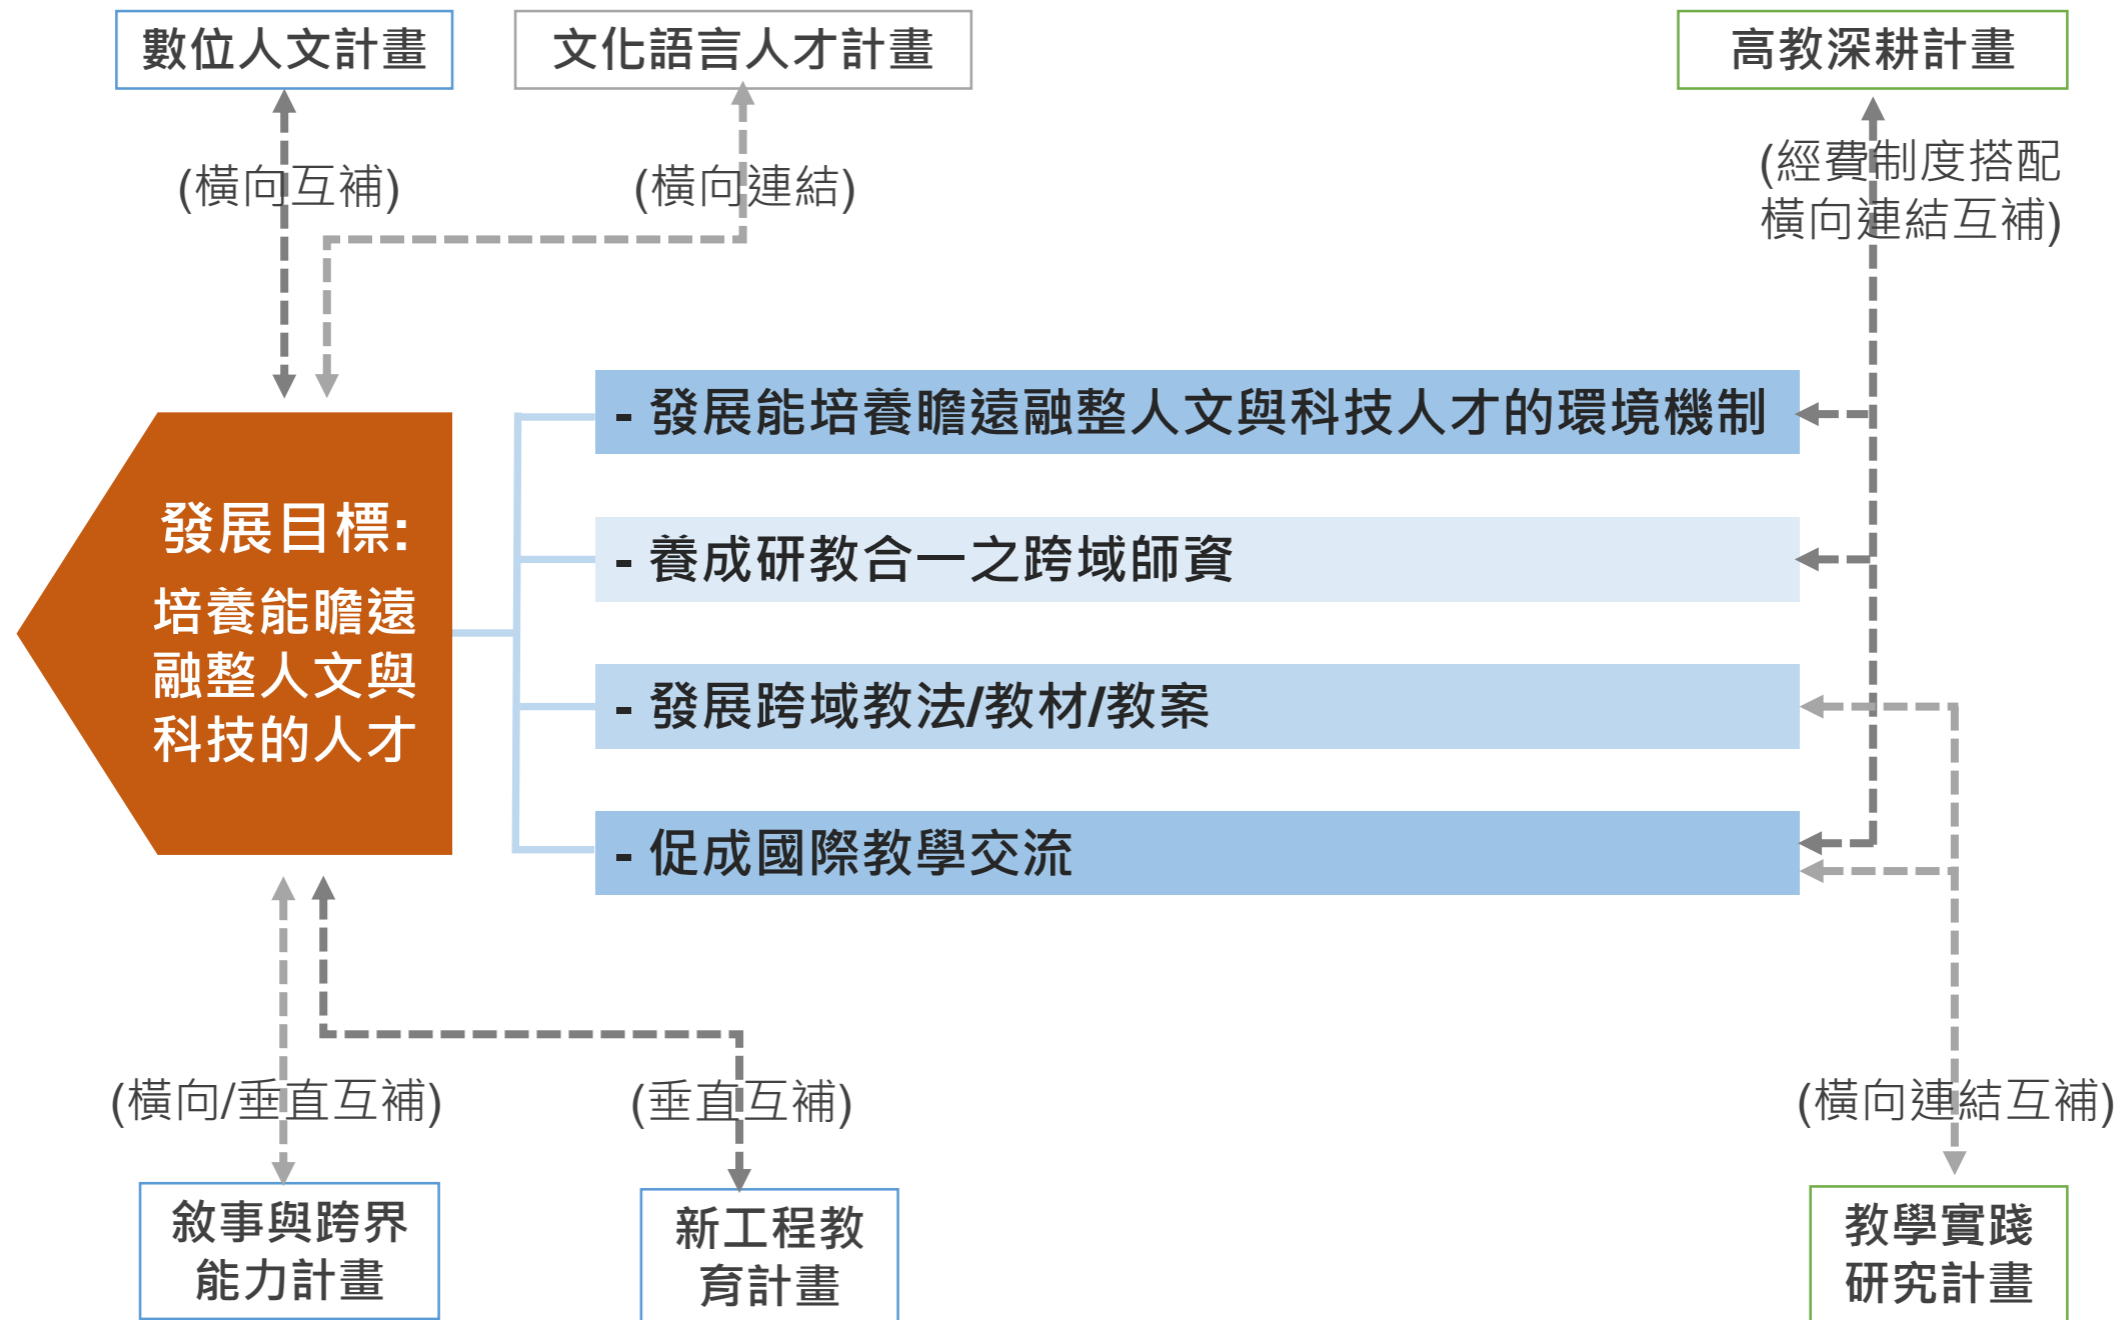 數位人文計畫
文化語言人才計畫
高教深耕計畫
(橫向互補)
(橫向連結)
(經費制度搭配
橫向連結互補)
發展目標:
培養能瞻遠
融整人文與
科技的人才
- 發展能培養瞻遠融整人文與科技人才的環境機制
- 養成研教合一之跨域師資
- 發展跨域教法/教材/教案
- 促成國際教學交流
(橫向/垂直互補)
(垂直互補)
(橫向連結互補)
敘事與跨界
能力計畫
新工程教
育計畫
教學實踐
研究計畫